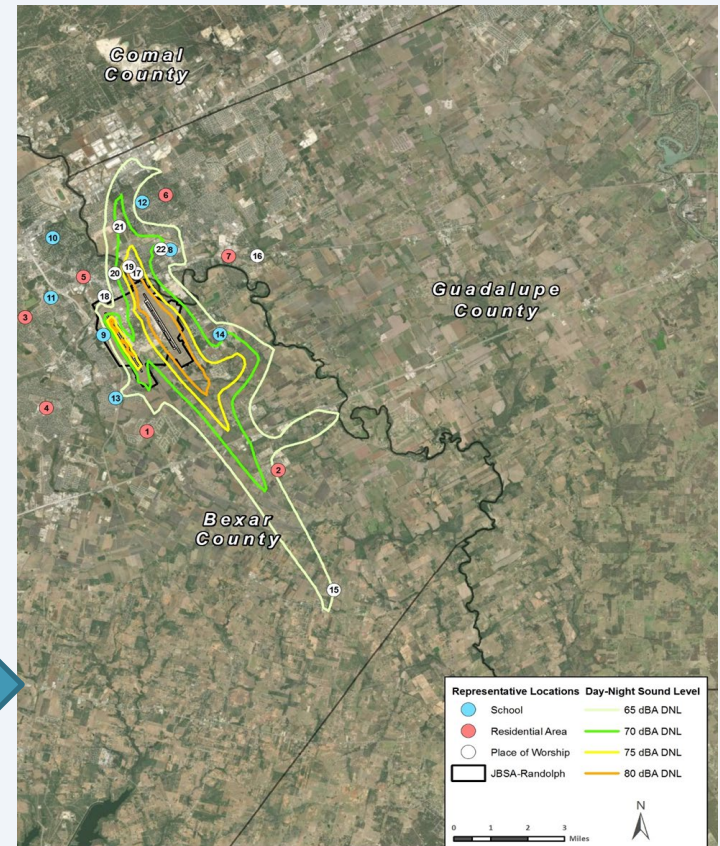 Comal
County
6
12
21
10
22
8
7
16
19
17
20
5
18
11
Guadalupe
County
3
9
14
13
4
1
2
Bexar
County
15
Representative Locations Day-Night Sound Level
School 65 dBA DNL
Residential Area 70 dBA DNL
Place of Worship 75 dBA DNL
JBSA-Randolph 80 dBA DNL
N
0 1 2 3 Miles